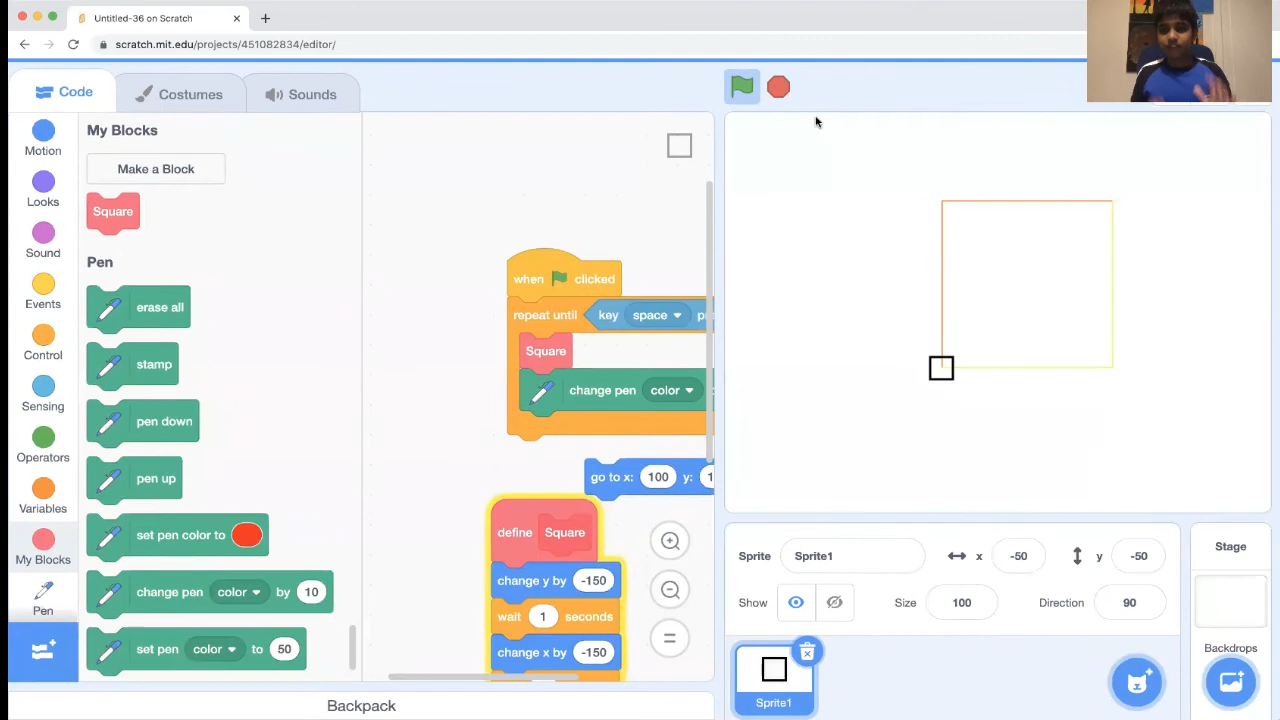 Untitled-36 on Scratch
scratch.mit.edu/projects/451082834/editor/
Code
Costumes
Sounds
Motion
Looks
Sound
Events
Control
Sensing
Operators
Variables
My Blocks
Pen
My Blocks
Make a Block
Square
Pen
erase all
stamp
pen down
pen up
set pen color to
change pen color by 10
set pen color to 50
when clicked
repeat until key space
Square
change pen color
go to x: 100 y: 
define Square
change y by -150
wait 1 seconds
change x by -150
Backpack
Sprite Sprite1 x -50 y -50
Show Size 100 Direction 90
Sprite1
Stage
Backdrops